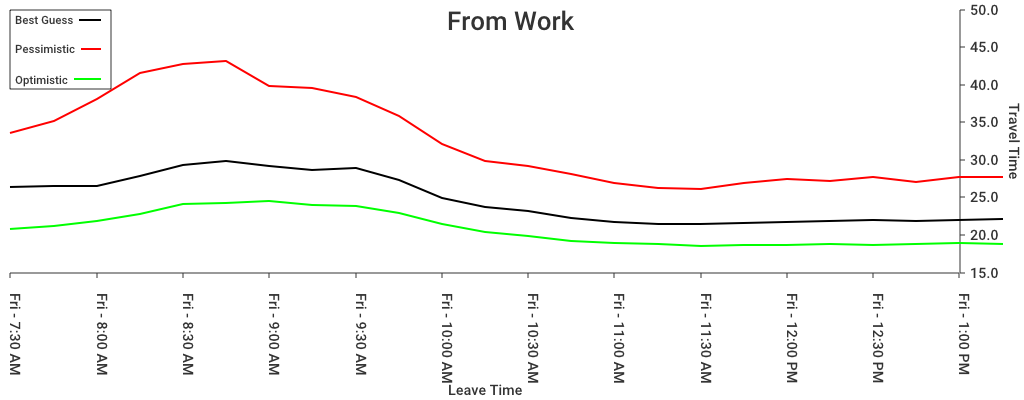 From Work
Best Guess
Pessimistic
Optimistic
50.0
45.0
40.0
35.0
30.0
25.0
20.0
15.0
Travel Time
Fri - 7:30 AM
Fri - 8:00 AM
Fri - 8:30 AM
Fri - 9:00 AM
Fri - 9:30 AM
Fri - 10:00 AM
Fri - 10:30 AM
Fri - 11:00 AM
Fri - 11:30 AM
Fri - 12:00 PM
Fri - 12:30 PM
Fri - 1:00 PM
Leave Time